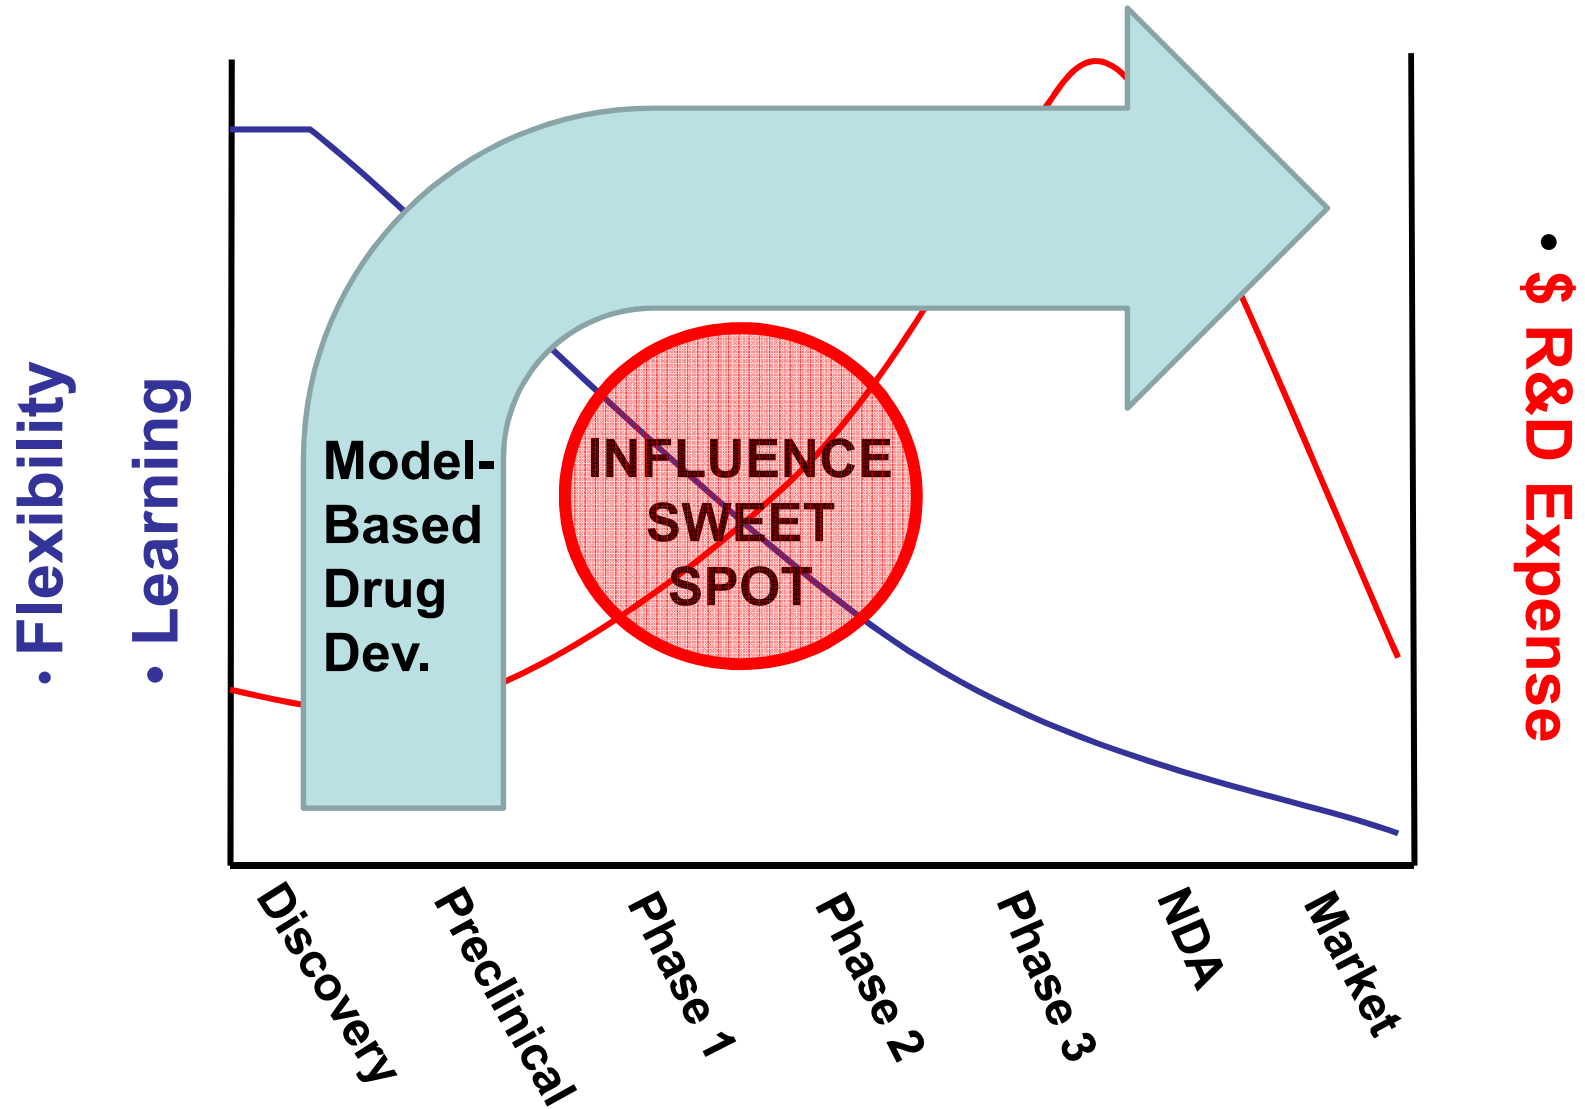 • Flexibility
• Learning
Model-
Based
Drug
Dev.
INFLUENCE
SWEET
SPOT
• $ R&D Expense
Discovery
Preclinical
Phase 1
Phase 2
Phase 3
NDA
Market